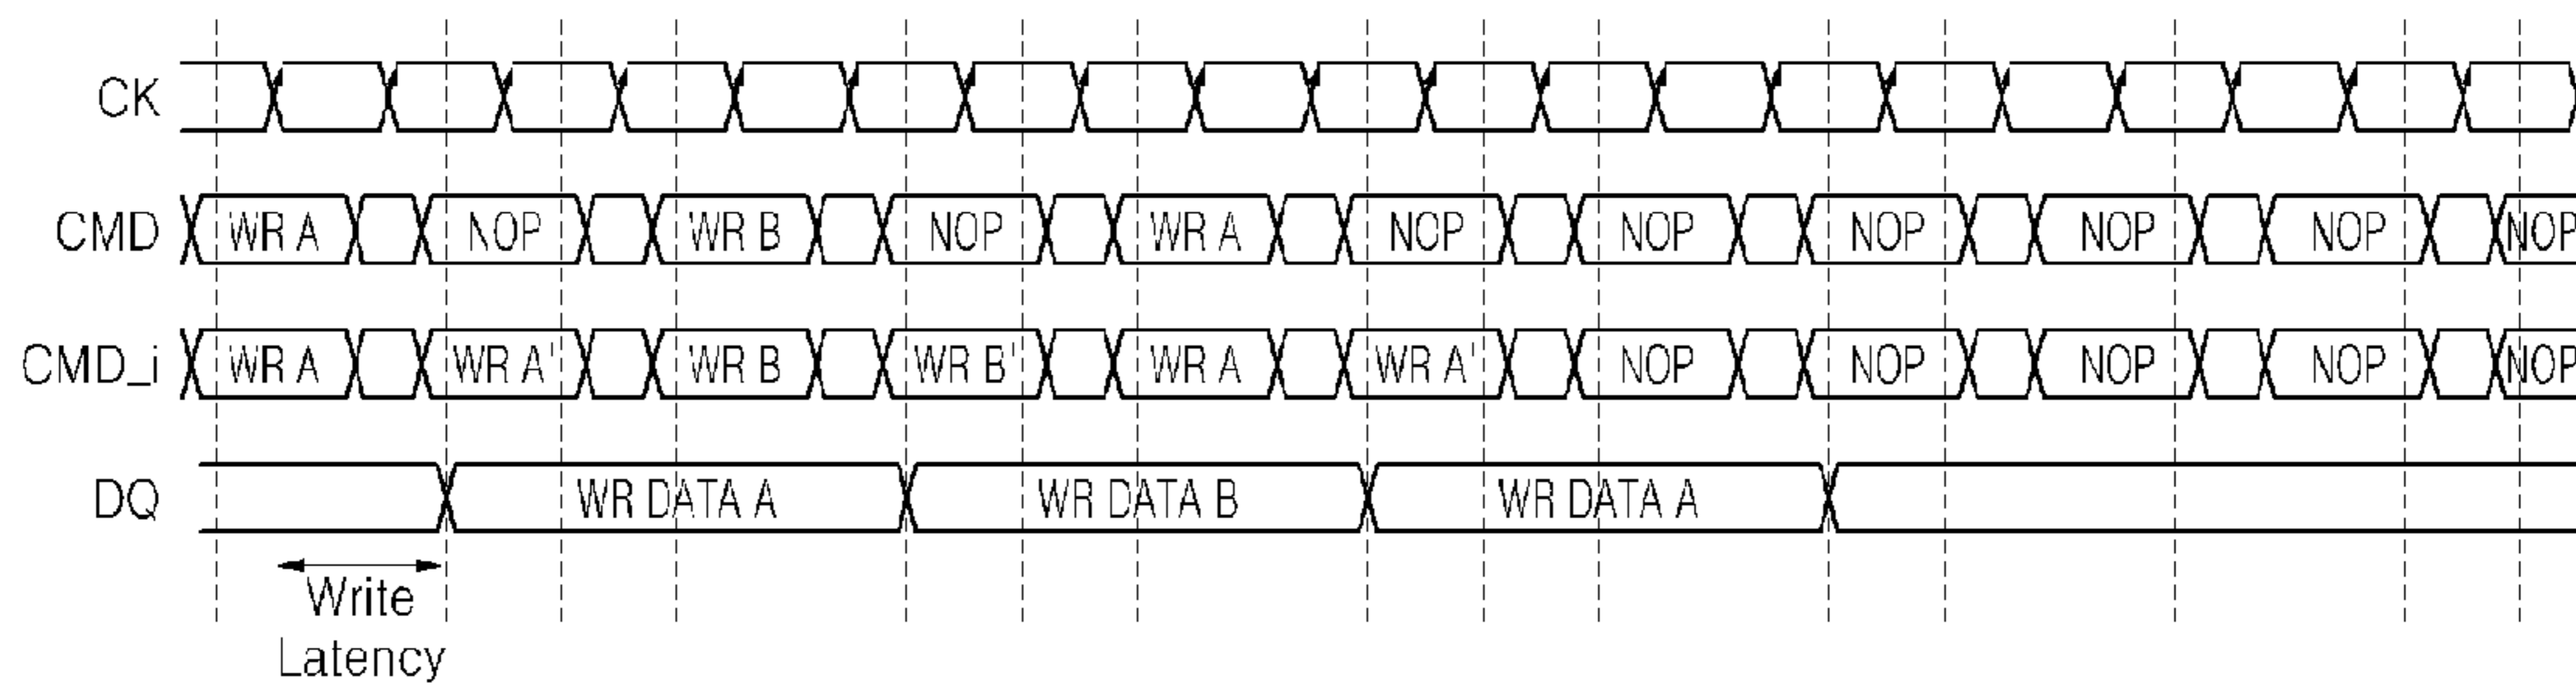 CK
CMD WR A NOP WR B NOP WR A NOP NOP NOP NOP NOP NOP
CMD_i WR A WR A' WR B WR B' WR A WR A' NOP NOP NOP NOP NOP
DQ WR DATA A WR DATA B WR DATA A
Write
Latency